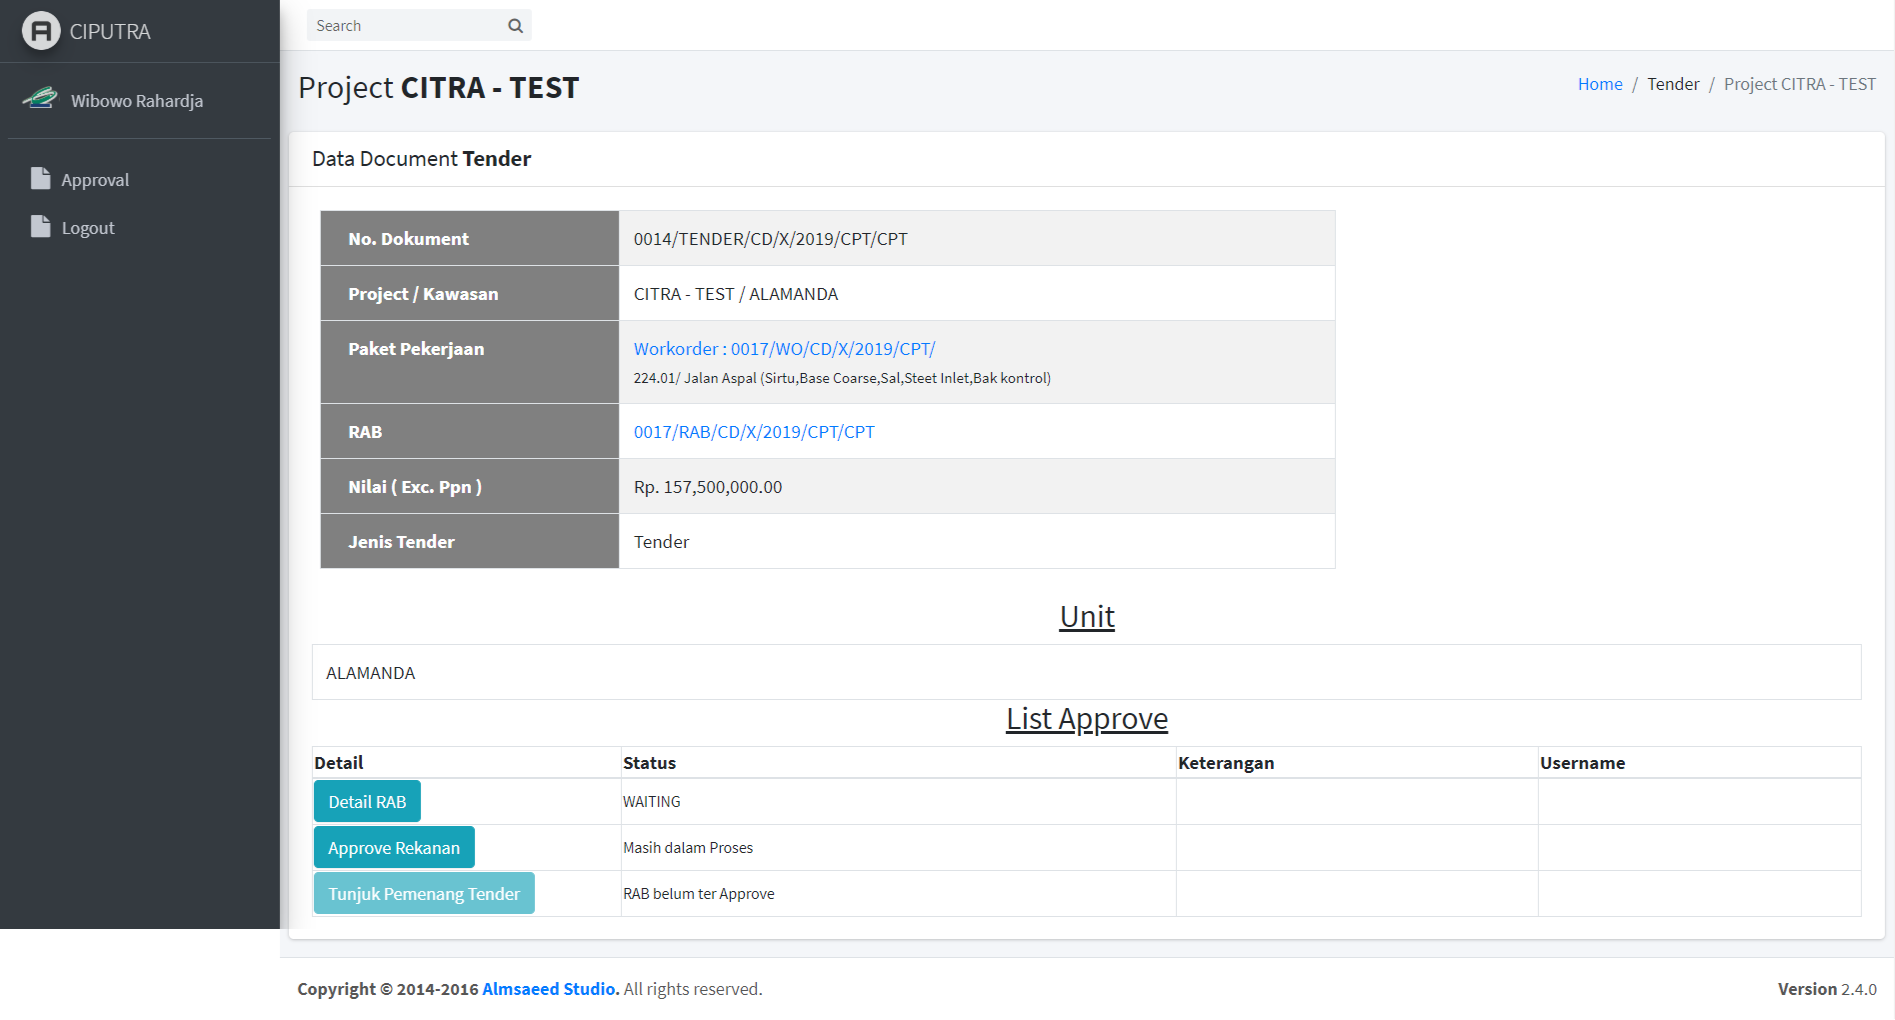 CIPUTRA
Search
Wibowo Rahardja
Approval
Logout
Project CITRA - TEST
Home / Tender / Project CITRA - TEST
Data Document Tender
No. Dokument 0014/TENDER/CD/X/2019/CPT/CPT
Project / Kawasan CITRA - TEST / ALAMANDA
Paket Pekerjaan Workorder : 0017/WO/CD/X/2019/CPT/
224.01/ Jalan Aspal (Sirtu,Base Coarse,Sal,Steet Inlet,Bak kontrol)
RAB 0017/RAB/CD/X/2019/CPT/CPT
Nilai ( Exc. Ppn ) Rp. 157,500,000.00
Jenis Tender Tender
Unit
ALAMANDA
List Approve
Detail Status Keterangan Username
Detail RAB WAITING
Approve Rekanan Masih dalam Proses
Tunjuk Pemenang Tender RAB belum ter Approve
Copyright © 2014-2016 Almsaeed Studio. All rights reserved. Version 2.4.0